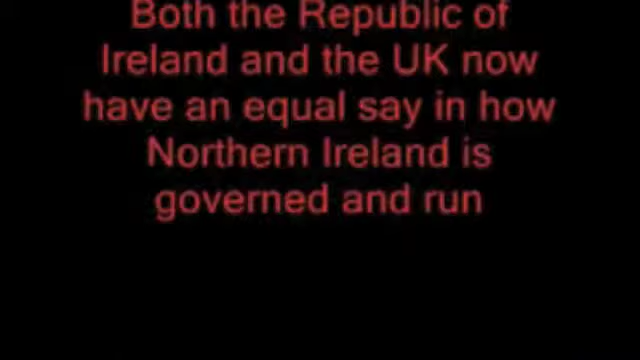 Both the Republic of
Ireland and the UK now
have an equal say in how
Northern Ireland is
governed and run